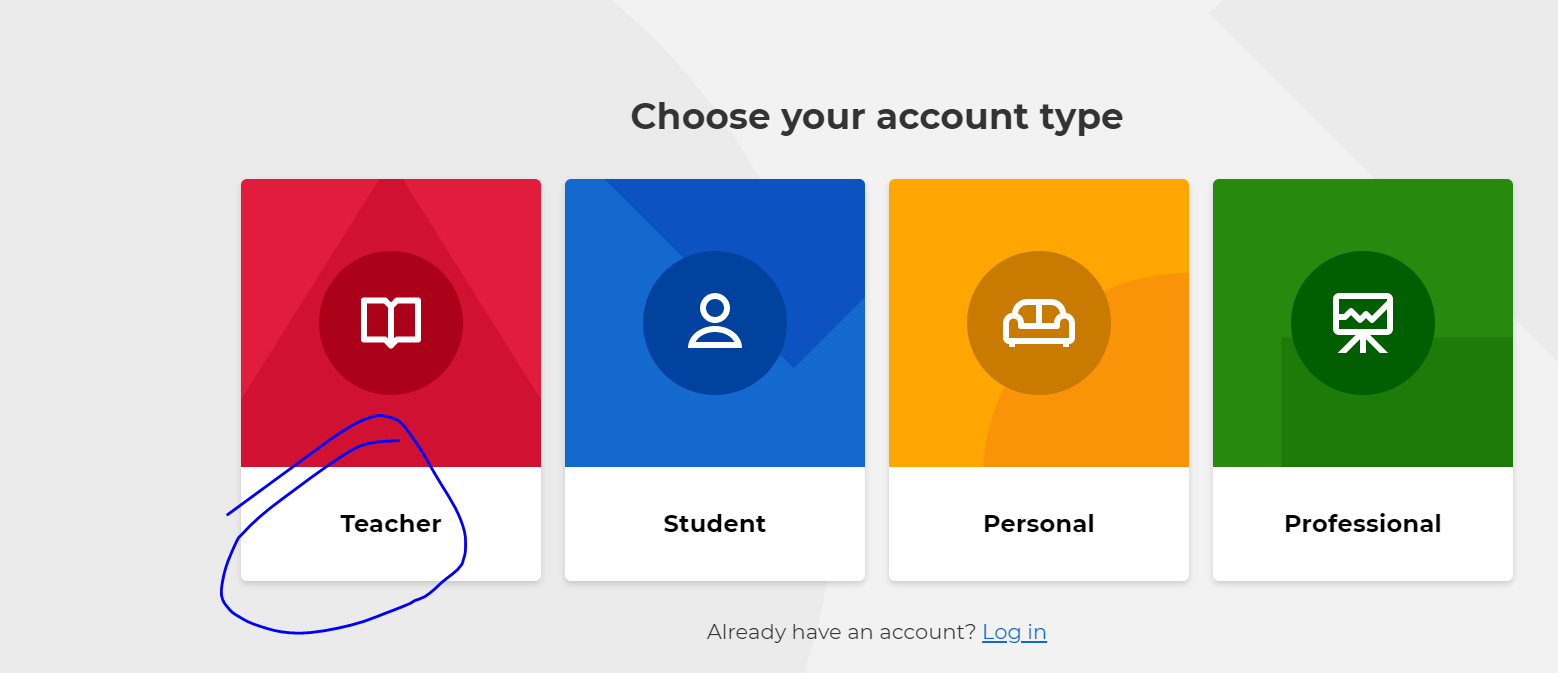 Choose your account type
Teacher
Student
Personal
Professional
Already have an account? Log in